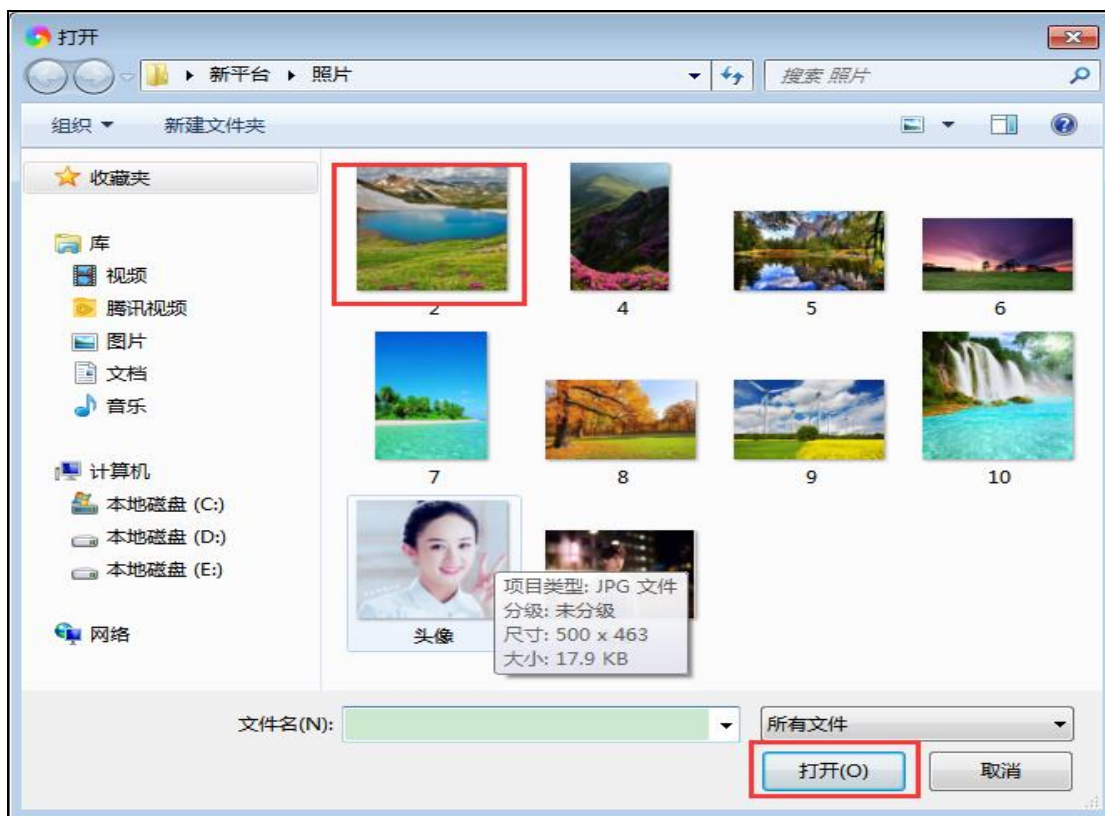 打开
新平台 照片
搜索 照片
组织 新建文件夹
收藏夹
库
视频
腾讯视频
图片
文档
音乐
计算机
本地磁盘 (C:)
本地磁盘 (D:)
本地磁盘 (E:)
网络
2 4 5 6
7 8 9 10
头像
项目类型: JPG 文件
分级: 未分级
尺寸: 500 x 463
大小: 17.9 KB
文件名(N): 所有文件
打开(O) 取消